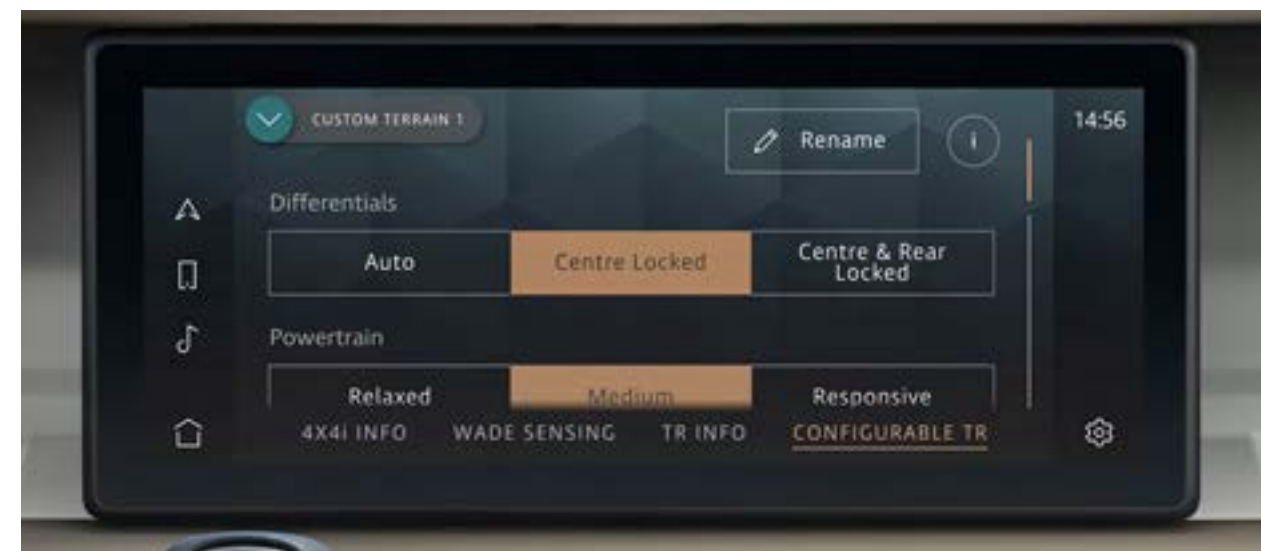 CUSTOM TERRAIN 1
Rename
i
14:56
Differentials
Auto
Centre Locked
Centre & Rear
Locked
Powertrain
Relaxed
Medium
Responsive
4X4i INFO
WADE SENSING
TR INFO
CONFIGURABLE TR